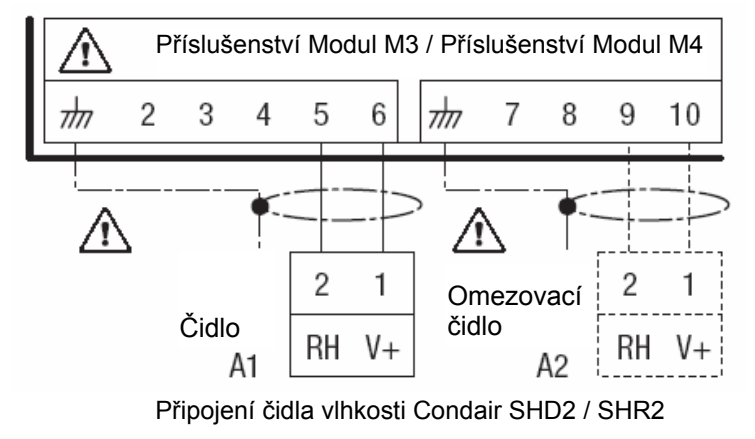 Příslušenství Modul M3 / Příslušenství Modul M4
2 3 4 5 6 7 8 9 10
2 1 2 1
Omezovací
Čidlo čidlo
RH V+ RH V+
A1 A2
Připojení čidla vlhkosti Condair SHD2 / SHR2